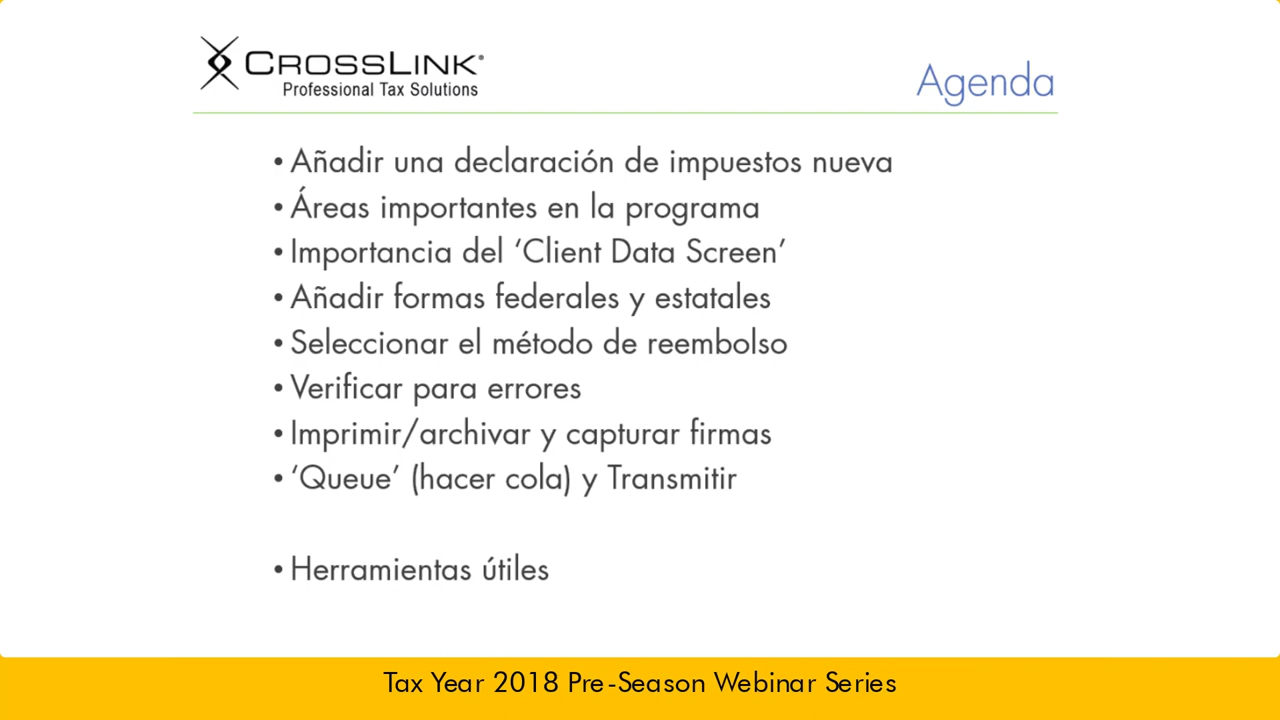 CROSSLINK®
Professional Tax Solutions
Agenda
• Añadir una declaración de impuestos nueva
• Áreas importantes en la programa
• Importancia del ‘Client Data Screen’
• Añadir formas federales y estatales
• Seleccionar el método de reembolso
• Verificar para errores
• Imprimir/archivar y capturar firmas
• ‘Queue’ (hacer cola) y Transmitir
• Herramientas útiles
Tax Year 2018 Pre-Season Webinar Series